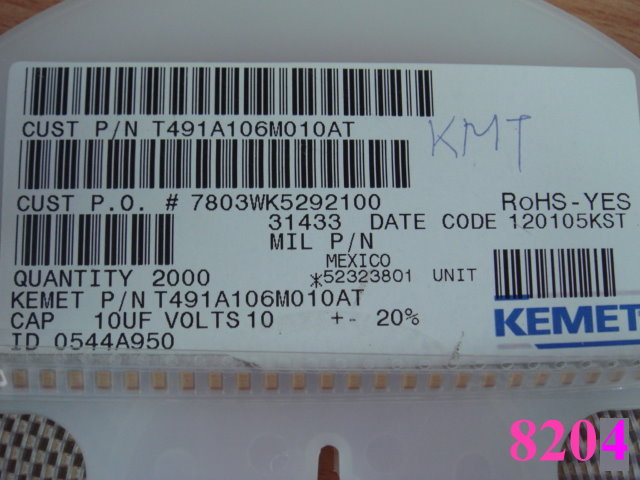 CUST P/N T491A106M010AT
KMT
CUST P.O. # 7803WK5292100
RoHS-YES
31433 DATE CODE 120105KST
MIL P/N
MEXICO
QUANTITY 2000
*52323801 UNIT
KEMET P/N T491A106M010AT
CAP 10UF VOLTS 10 +- 20%
KEMET
ID 0544A950
8204